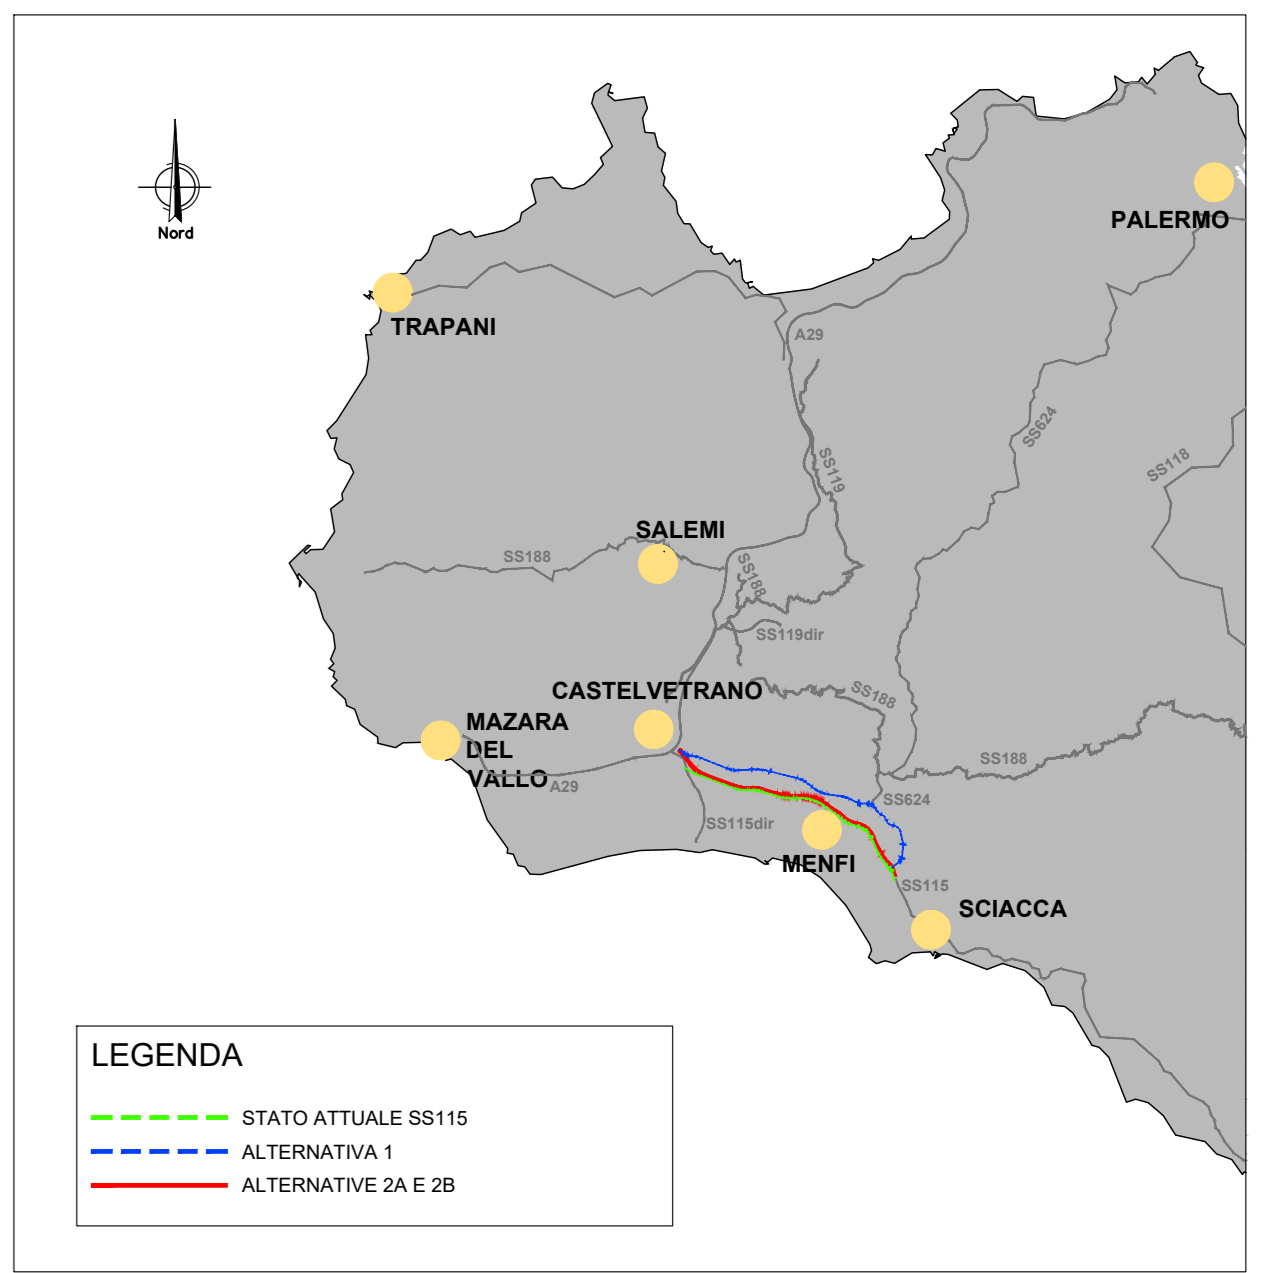 Nord
PALERMO
TRAPANI
A29
SS624
SS119
SS118
SALEMI
SS188
SS188
SS119dir
CASTELVETRANO
SS188
MAZARA
DEL
VALLO
A29
SS188
SS624
SS115dir
MENFI
SS115
SCIACCA
LEGENDA
STATO ATTUALE SS115
ALTERNATIVA 1
ALTERNATIVE 2A E 2B